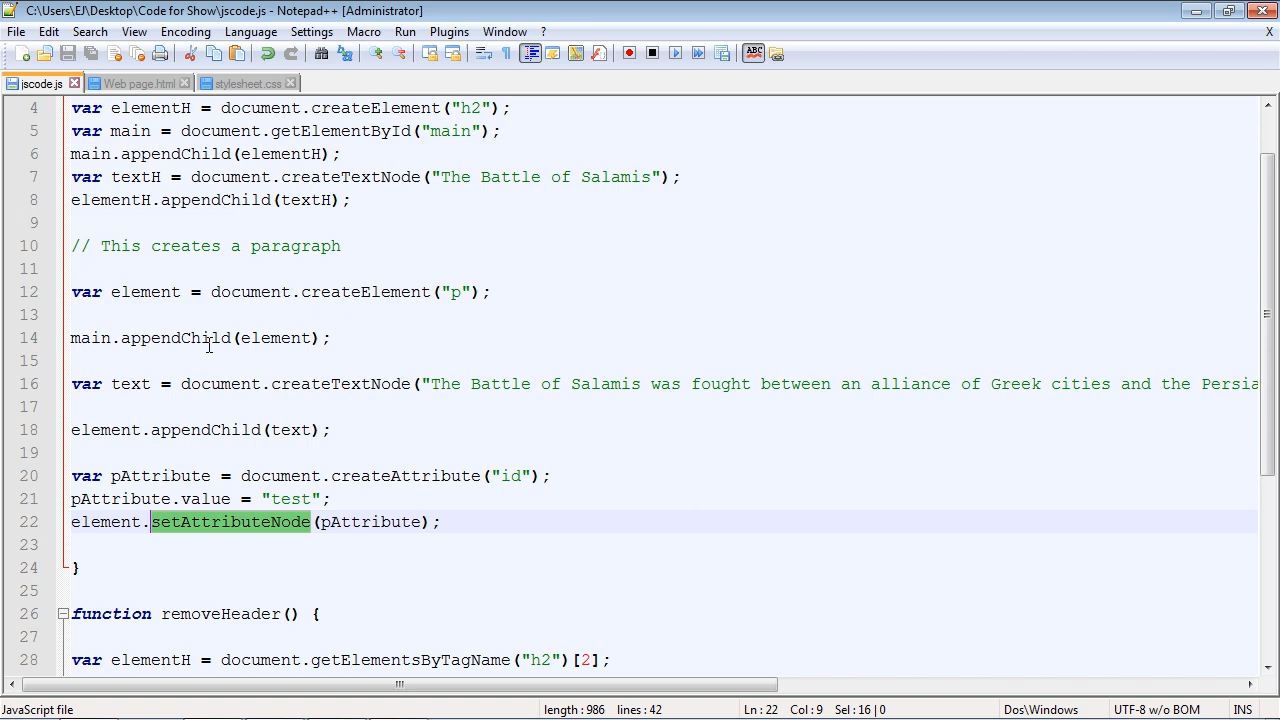 C:\Users\EJ\Desktop\Code for Show\jscode.js - Notepad++ [Administrator]
File Edit Search View Encoding Language Settings Macro Run Plugins Window ? X
ABC
jscode.js Web page.html stylesheet.css
4 var elementH = document.createElement("h2");
5 var main = document.getElementById("main");
6 main.appendChild(elementH);
7 var textH = document.createTextNode("The Battle of Salamis");
8 elementH.appendChild(textH);
9
10 // This creates a paragraph
11
12 var element = document.createElement("p");
13
14 main.appendChild(element);
15
16 var text = document.createTextNode("The Battle of Salamis was fought between an alliance of Greek cities and the Persia
17
18 element.appendChild(text);
19
20 var pAttribute = document.createAttribute("id");
21 pAttribute.value = "test";
22 element.setAttributeNode(pAttribute);
23
24 }
25
26 function removeHeader() {
27
28 var elementH = document.getElementsByTagName("h2")[2];
JavaScript file length : 986 lines : 42 Ln : 22 Col : 9 Sel : 16 | 0 Dos\Windows UTF-8 w/o BOM INS